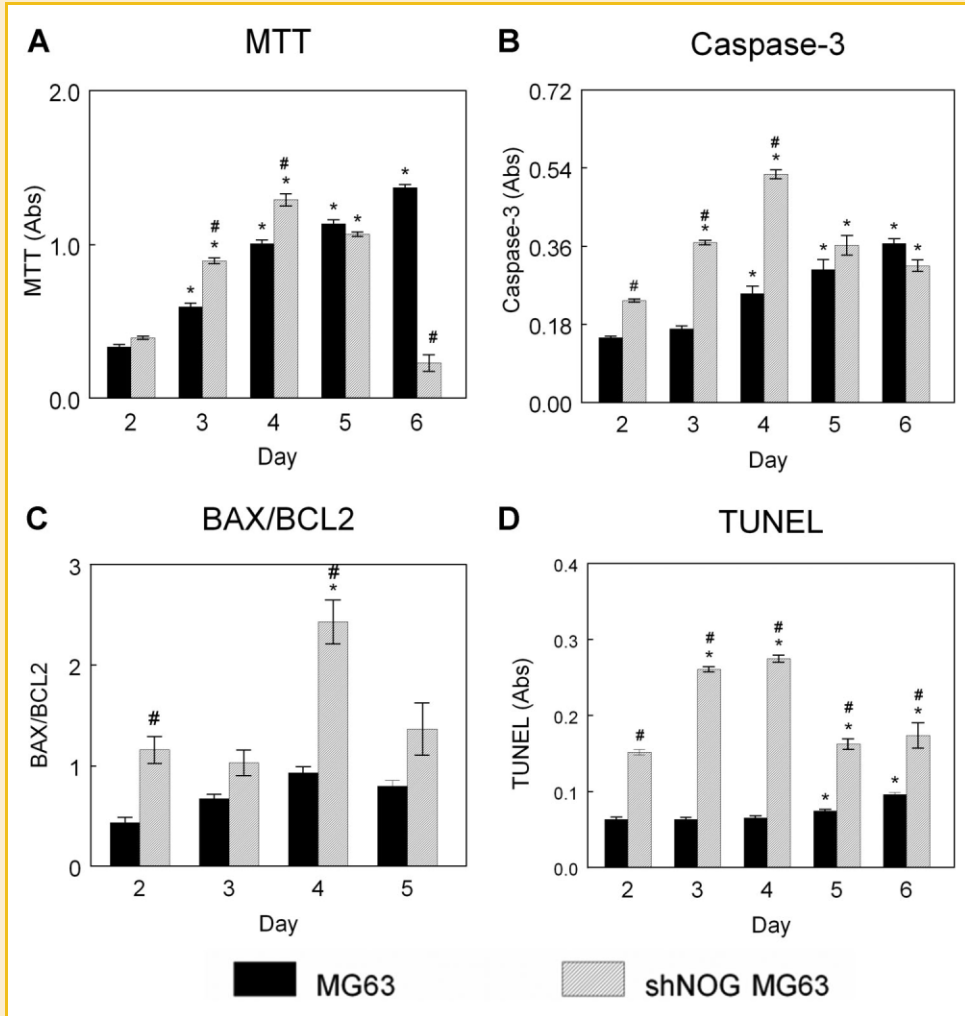 A MTT
MTT (Abs)
2.0
1.0
0.0
* # * # * * * * * #
2 3 4 5 6
Day
B Caspase-3
Caspase-3 (Abs)
0.72
0.54
0.36
0.18
0.00
# # * * # * * * * *
2 3 4 5 6
Day
C BAX/BCL2
BAX/BCL2
3
2
1
0
# # *
2 3 4 5
Day
D TUNEL
TUNEL (Abs)
0.4
0.3
0.2
0.1
0.0
# # * # * * # * * # *
2 3 4 5 6
Day
MG63 shNOG MG63